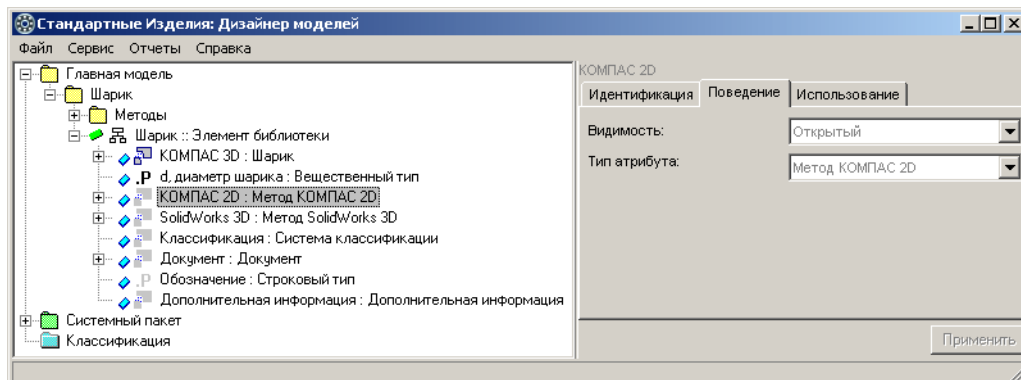 Стандартные Изделия: Дизайнер моделей
Файл Сервис Отчеты Справка
Главная модель
Шарик
Методы
Шарик :: Элемент библиотеки
КОМПАС 3D : Шарик
.P d, диаметр шарика : Вещественный тип
КОМПАС 2D : Метод КОМПАС 2D
SolidWorks 3D : Метод SolidWorks 3D
Классификация : Система классификации
Документ : Документ
.P Обозначение : Строковый тип
Дополнительная информация : Дополнительная информация
Системный пакет
Классификация
КОМПАС 2D
Идентификация Поведение Использование
Видимость: Открытый
Тип атрибута: Метод КОМПАС 2D
Применить